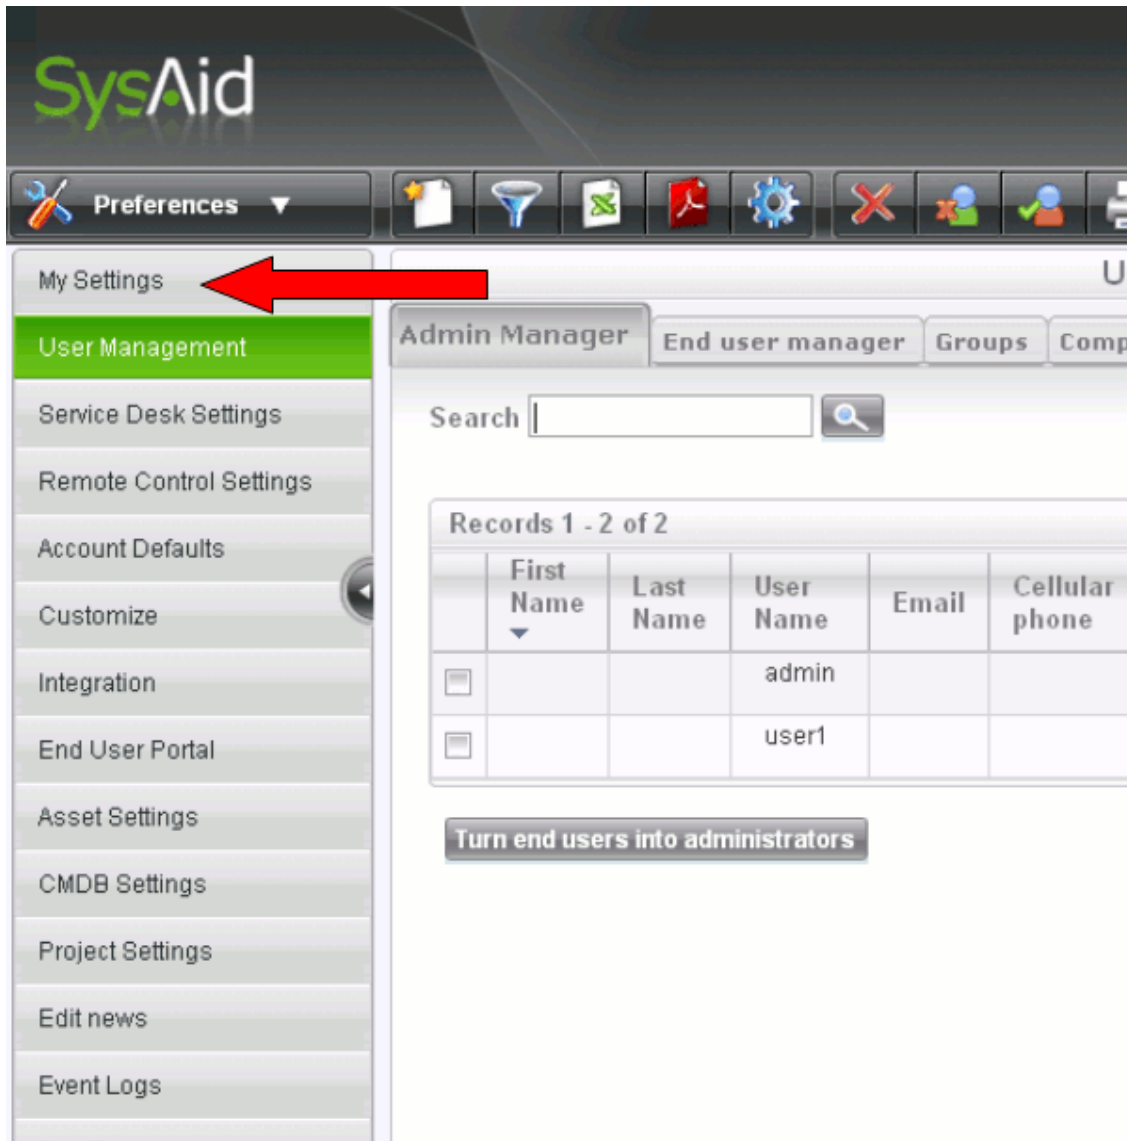 SysAid
Preferences
My Settings
User Management
Service Desk Settings
Remote Control Settings
Account Defaults
Customize
Integration
End User Portal
Asset Settings
CMDB Settings
Project Settings
Edit news
Event Logs
U
Admin Manager End user manager Groups Comp
Search
Records 1 - 2 of 2
First Name Last Name User Name Email Cellular phone
admin
user1
Turn end users into administrators